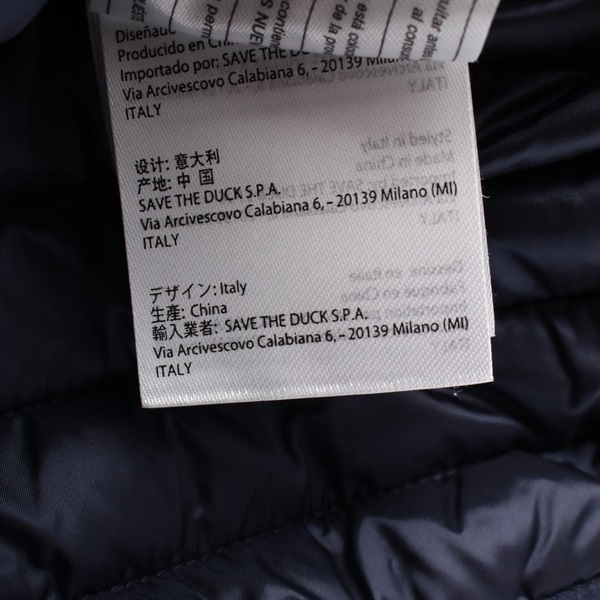 Diseñado
Producido en
Importado por: SAVE THE DUCK
Via Arcivescovo Calabiana 6, - 20139 Milano
ITALY
设计: 意大利
产地: 中 国
SAVE THE DUCK S.P.A.
Via Arcivescovo Calabiana 6, - 20139 Milano (MI)
ITALY
デザイン: Italy
生産: China
輸入業者: SAVE THE DUCK S.P.A.
Via Arcivescovo Calabiana 6, - 20139 Milano (MI)
ITALY